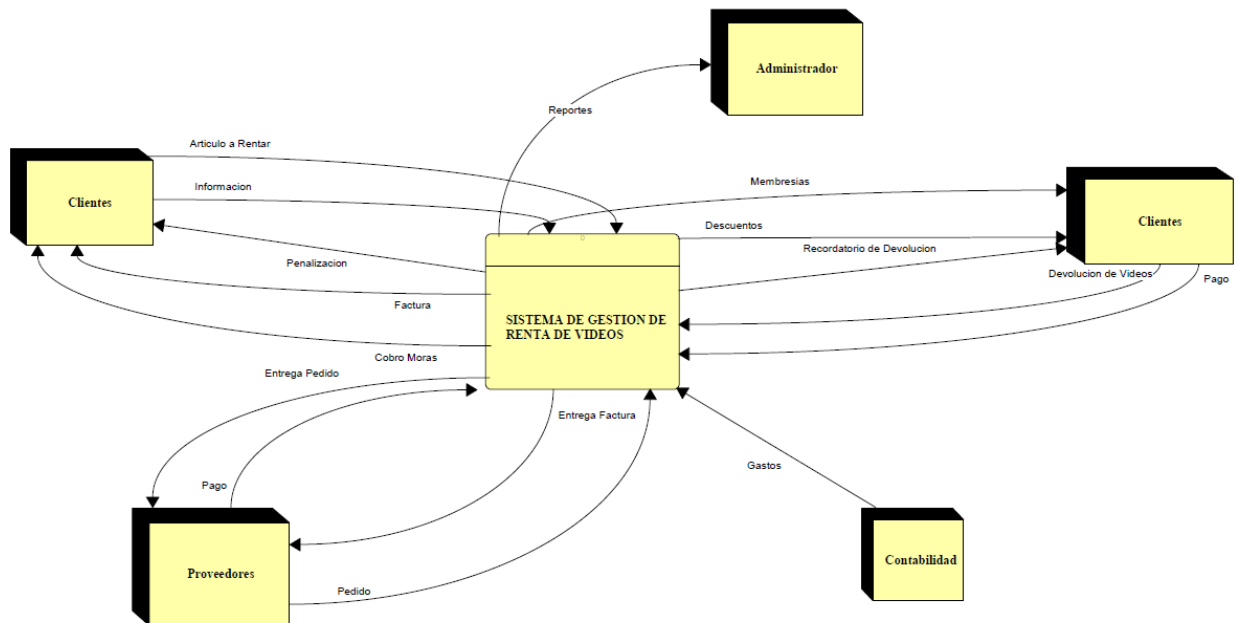 Administrador
Reportes
Articulo a Rentar
Informacion
Clientes
Membresias
Clientes
Descuentos
Recordatorio de Devolucion
Penalizacion
Devolucion de Videos
Pago
Factura
SISTEMA DE GESTION DE
RENTA DE VIDEOS
Cobro Moras
Entrega Pedido
Entrega Factura
Gastos
Pago
Contabilidad
Proveedores
Pedido